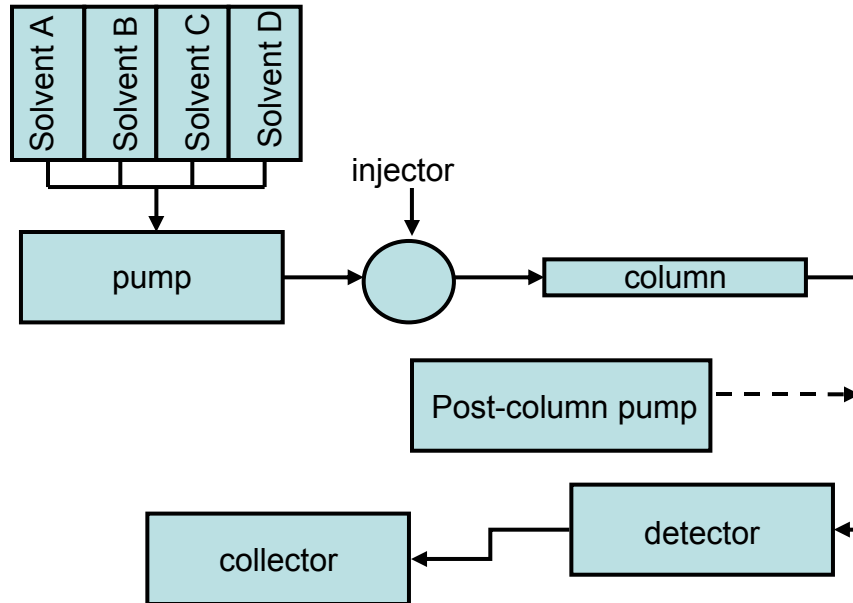 Solvent A
Solvent B
Solvent C
Solvent D
injector
pump
column
Post-column pump
detector
collector